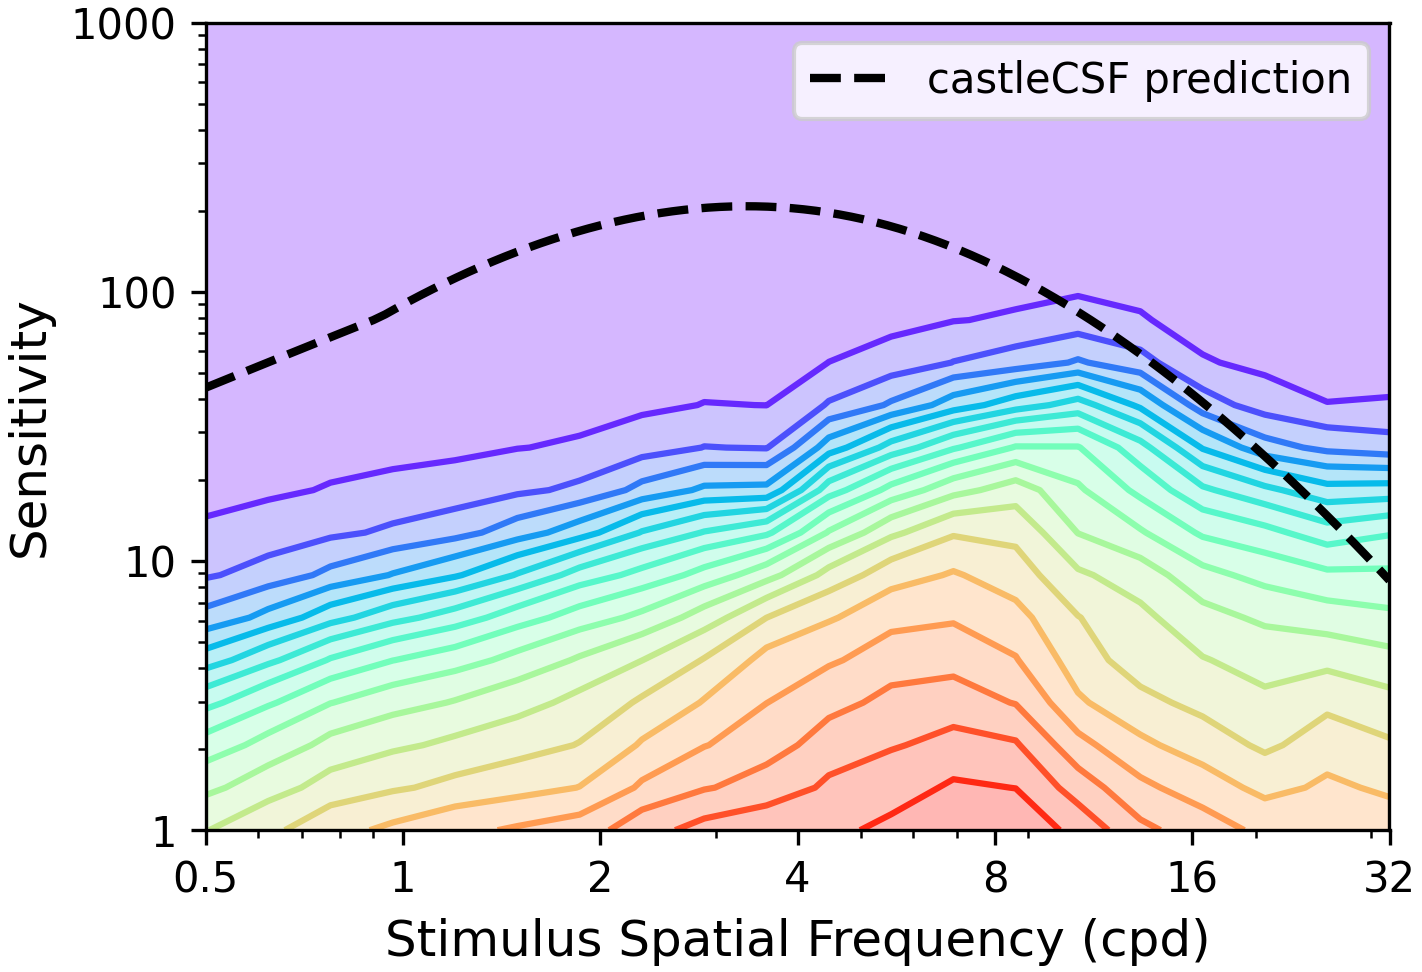 1000
castleCSF prediction
100
10
1
Sensitivity
0.5 1 2 4 8 16 32
Stimulus Spatial Frequency (cpd)